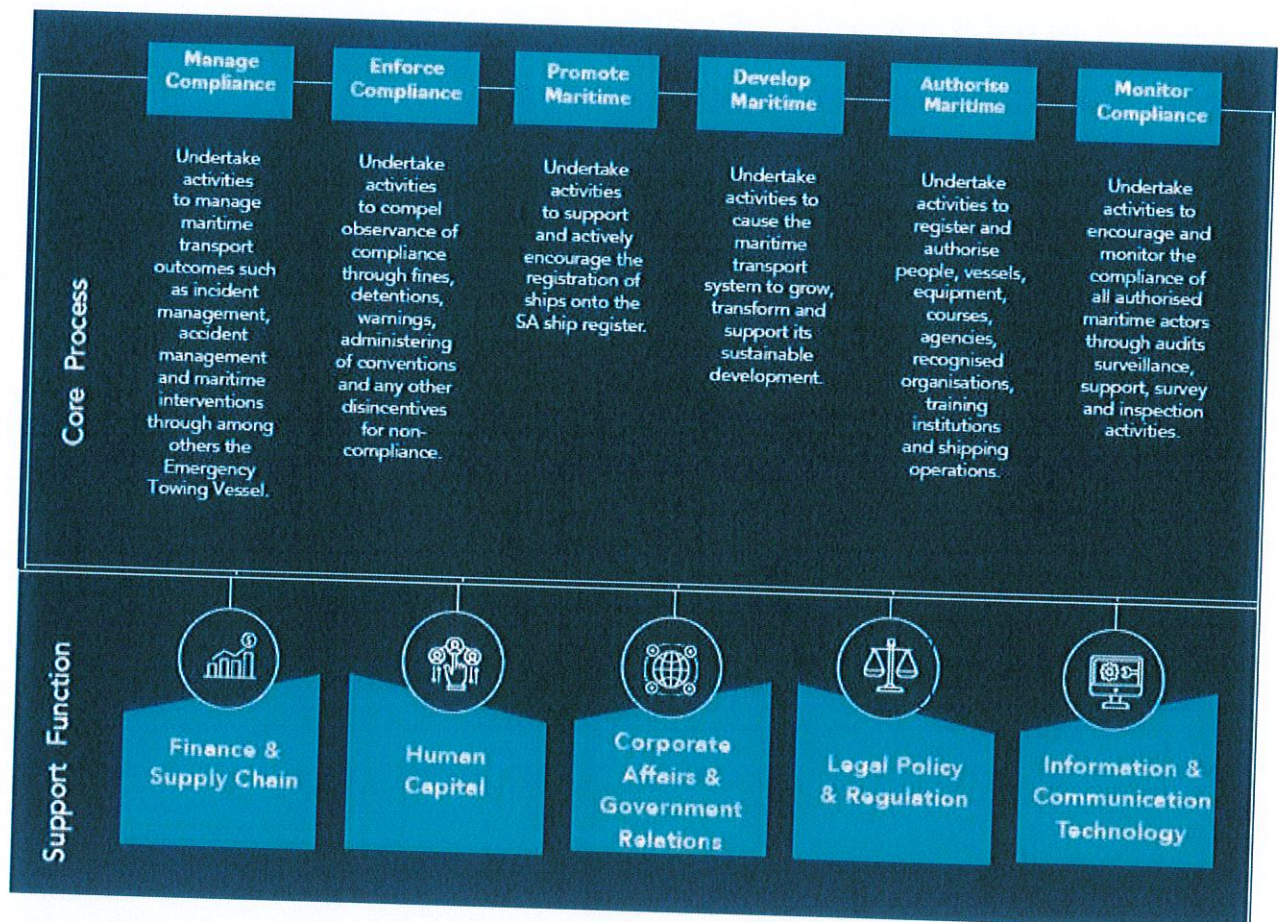 Core Process
Manage
Compliance
Undertake
activities
to manage
maritime
transport
outcomes such
as incident
management,
accident
management
and maritime
interventions
through among
others the
Emergency
Towing Vessel.
Enforce
Compliance
Undertake
activities
to compel
observance of
compliance
through fines,
detentions,
warnings,
administering
of conventions
and any other
disincentives
for non-
compliance.
Promote
Maritime
Undertake
activities
to support
and actively
encourage the
registration of
ships onto the
SA ship register.
Develop
Maritime
Undertake
activities to
cause the
maritime
transport
system to grow,
transform and
support its
sustainable
development.
Authorise
Maritime
Undertake
activities to
register and
authorise
people, vessels,
equipment,
courses,
agencies,
recognised
organisations,
training
institutions
and shipping
operations.
Monitor
Compliance
Undertake
activities to
encourage and
monitor the
compliance of
all authorised
maritime actors
through audits
surveillance,
support, survey
and inspection
activities.
Support Function
Finance &
Supply Chain
Human
Capital
Corporate
Affairs &
Government
Relations
Legal Policy
& Regulation
Information &
Communication
Technology